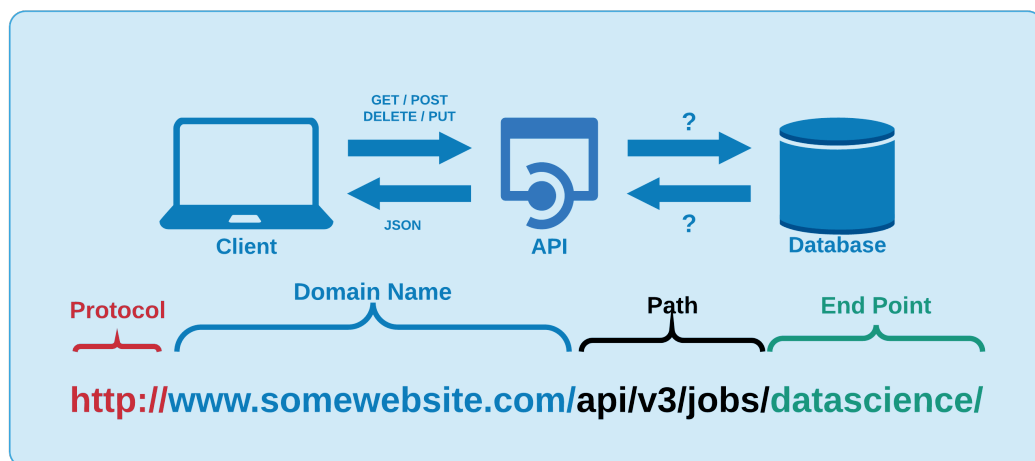 GET / POST
DELETE / PUT
?
JSON
?
Client
API
Database
Protocol
Domain Name
Path
End Point
http://www.somewebsite.com/api/v3/jobs/datascience/